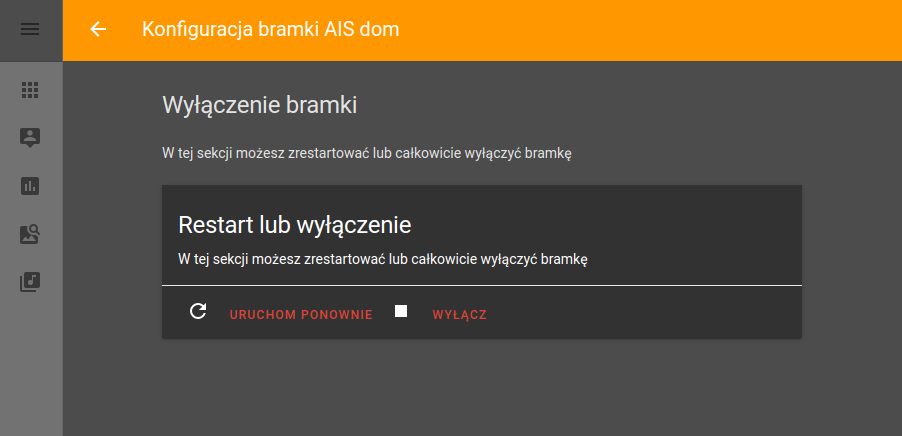 Konfiguracja bramki AIS dom
Wyłączenie bramki
W tej sekcji możesz zrestartować lub całkowicie wyłączyć bramkę
Restart lub wyłączenie
W tej sekcji możesz zrestartować lub całkowicie wyłączyć bramkę
URUCHOM PONOWNIE WYŁĄCZ